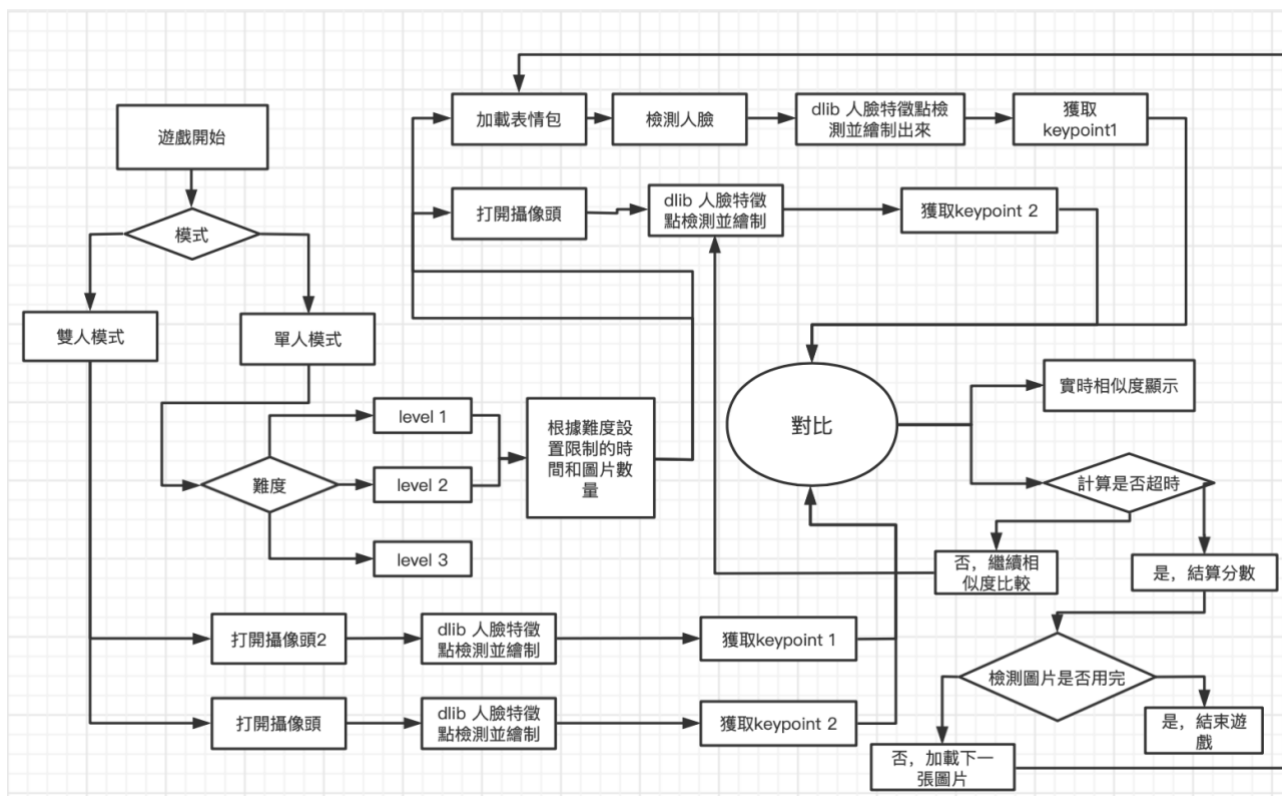 遊戲開始
模式
雙人模式
單人模式
難度
level 1
level 2
level 3
根據難度設
置限制的時
間和圖片數
量
加載表情包
檢測人臉
dlib 人臉特徵點檢
測並繪制出來
獲取
keypoint1
打開攝像頭
dlib 人臉特徵
點檢測並繪制
獲取keypoint 2
對比
實時相似度顯示
計算是否超時
否，繼續相
似度比較
是，結算分數
檢測圖片是否用完
是，結束遊
戲
否，加載下一
張圖片
打開攝像頭2
dlib 人臉特徵
點檢測並繪制
獲取keypoint 1
打開攝像頭
dlib 人臉特徵
點檢測並繪制
獲取keypoint 2